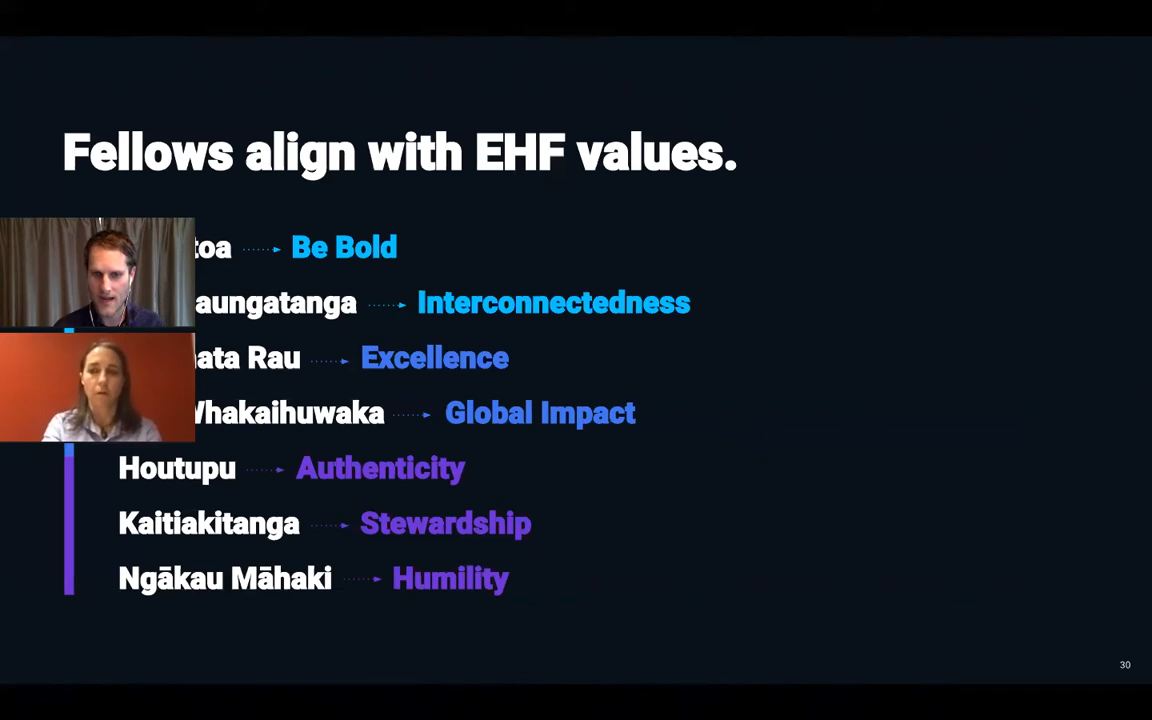 Fellows align with EHF values.
toa Be Bold
aungatanga Interconnectedness
ata Rau Excellence
Whakaihuwaka Global Impact
Houtupu Authenticity
Kaitiakitanga Stewardship
Ngākau Māhaki Humility
30